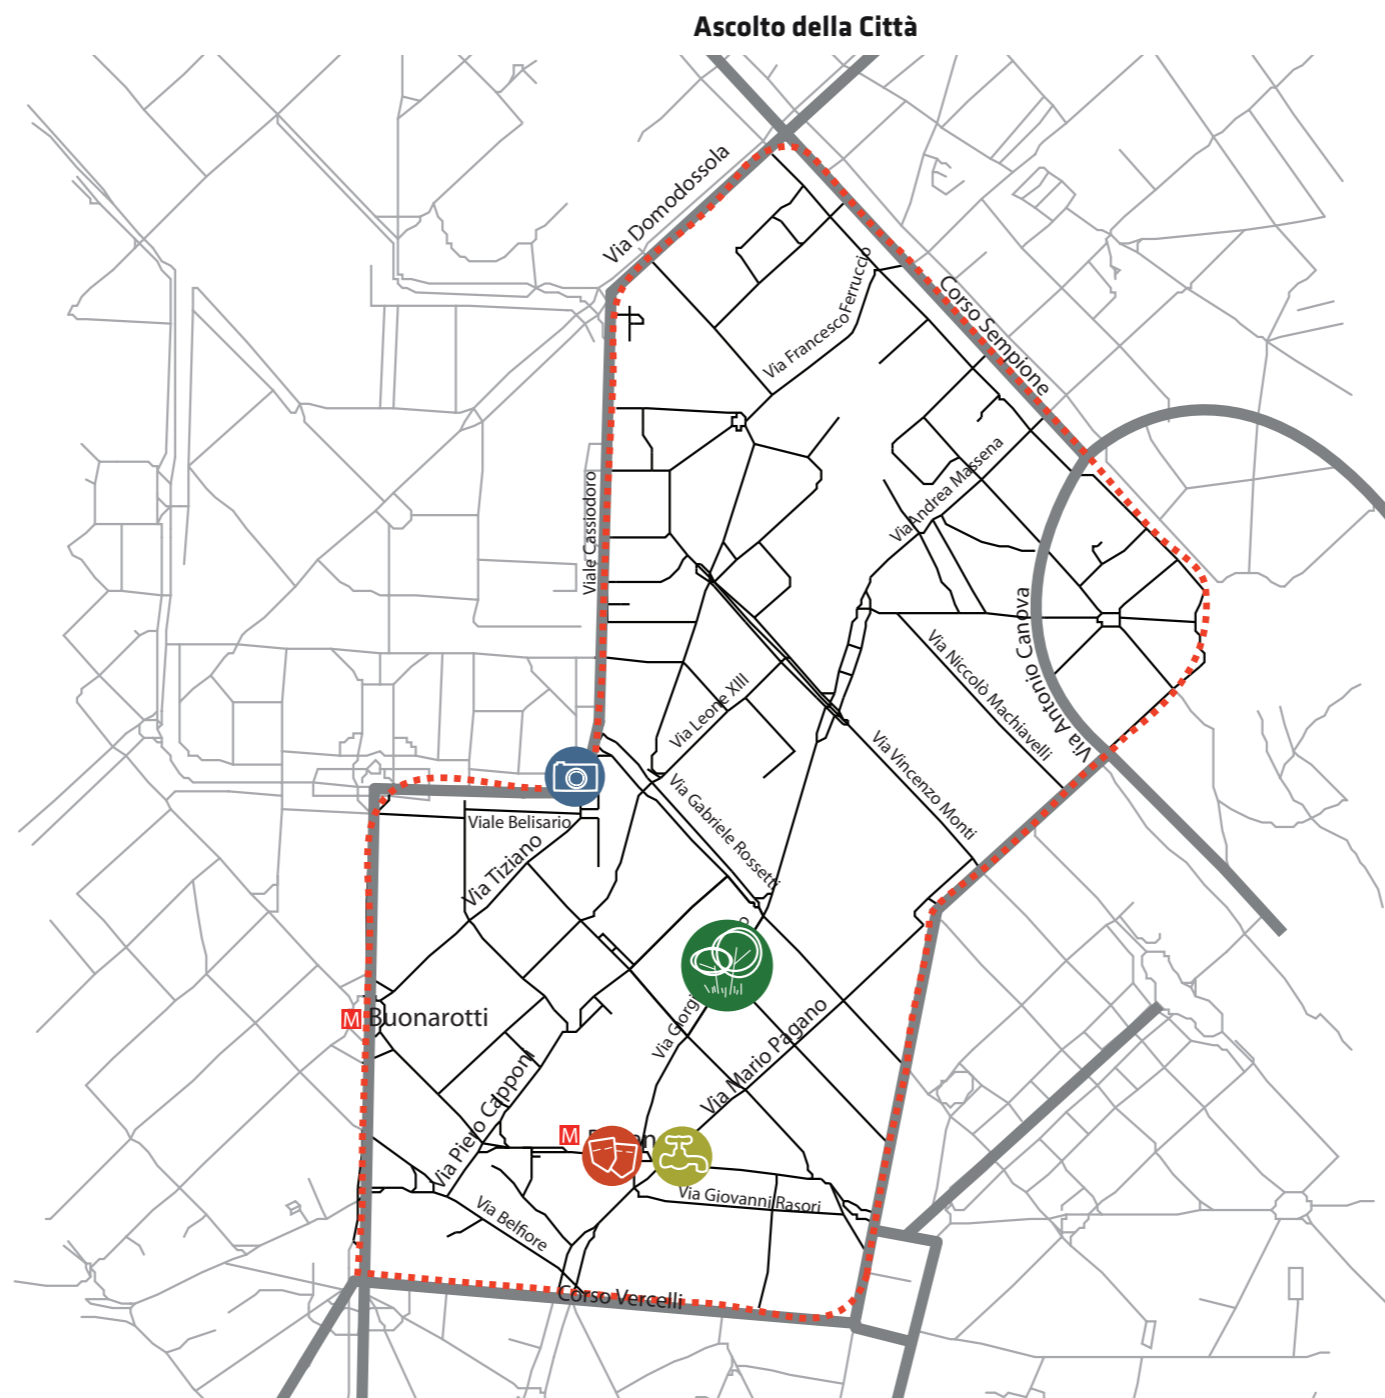 Ascolto della Città
Via Domodossola
Via Francesco Ferruccio
Corso Sempione
Viale Cassiodoro
Via Andrea Massena
Via Antonio Canova
Via Niccolò Machiavelli
Via Leone XIII
Via Vincenzo Monti
Via Gabriele Rossetti
Viale Belisario
Via Tiziano
M Buonarotti
Via Mario Pagano
Via Piero Capponi
M
Via Giovanni Rasori
Via Belfiore
Corso Vercelli